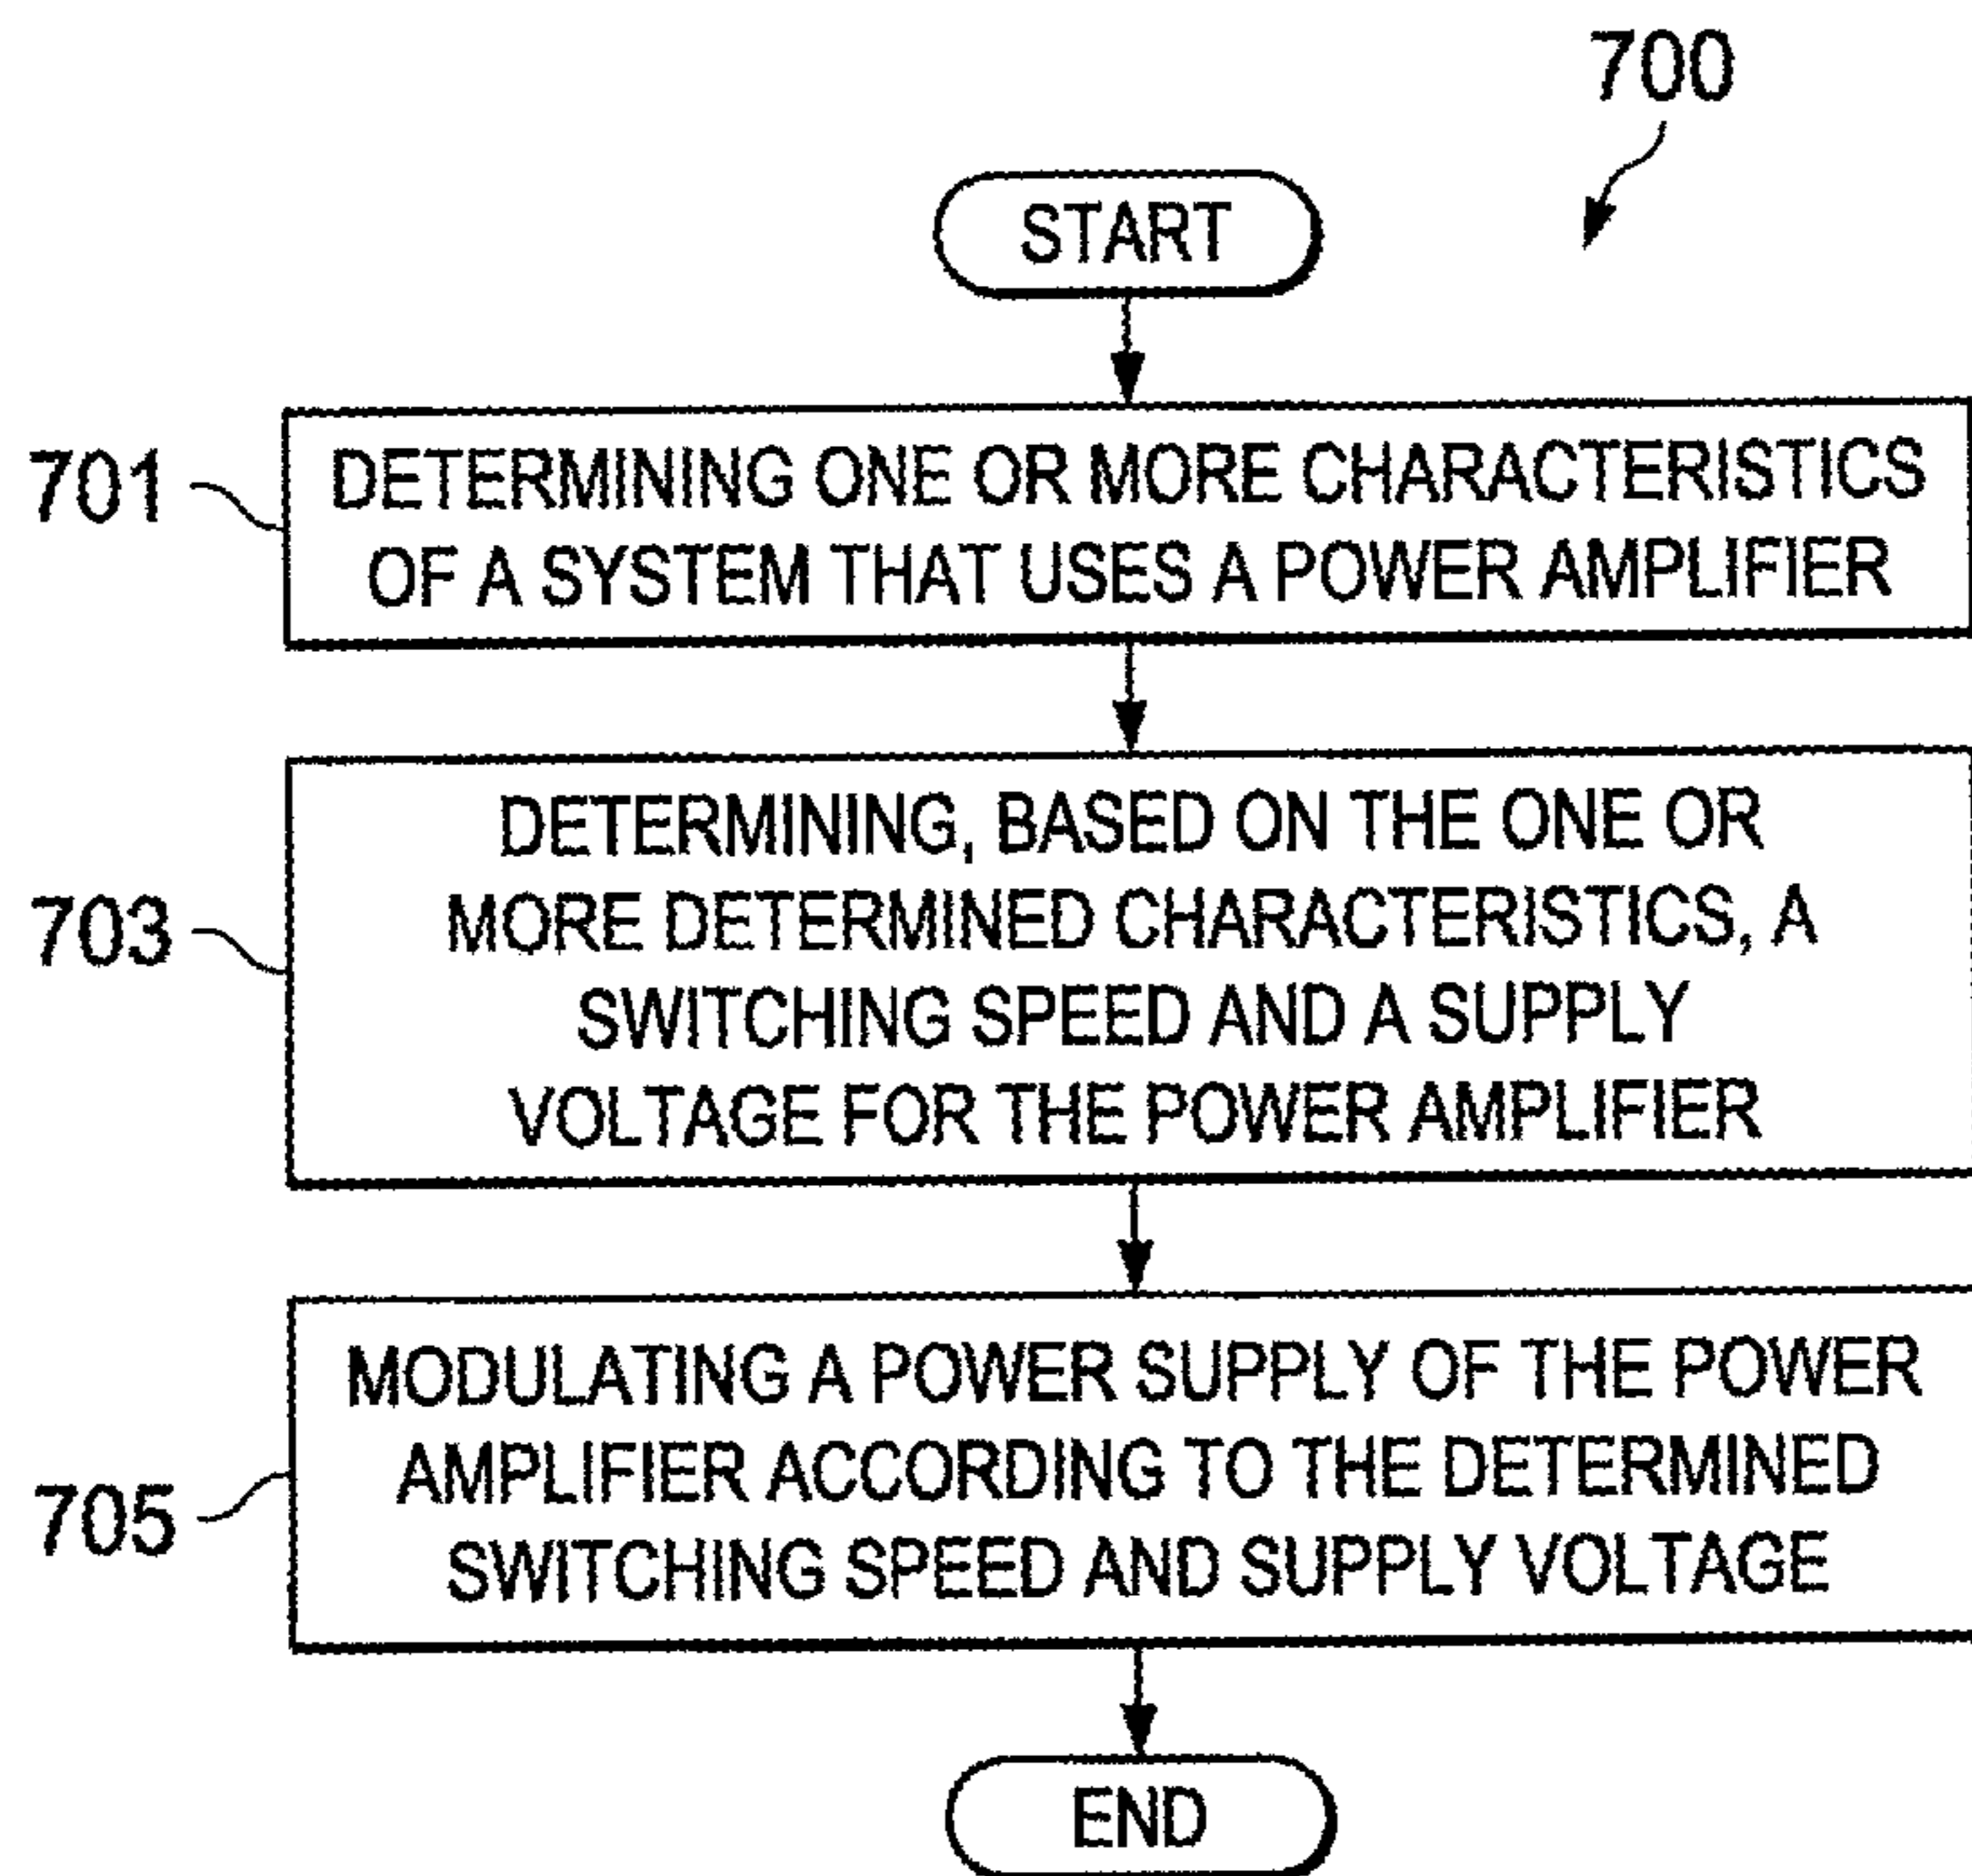 700
START
701
DETERMINING ONE OR MORE CHARACTERISTICS
OF A SYSTEM THAT USES A POWER AMPLIFIER
703
DETERMINING, BASED ON THE ONE OR
MORE DETERMINED CHARACTERISTICS, A
SWITCHING SPEED AND A SUPPLY
VOLTAGE FOR THE POWER AMPLIFIER
705
MODULATING A POWER SUPPLY OF THE POWER
AMPLIFIER ACCORDING TO THE DETERMINED
SWITCHING SPEED AND SUPPLY VOLTAGE
END